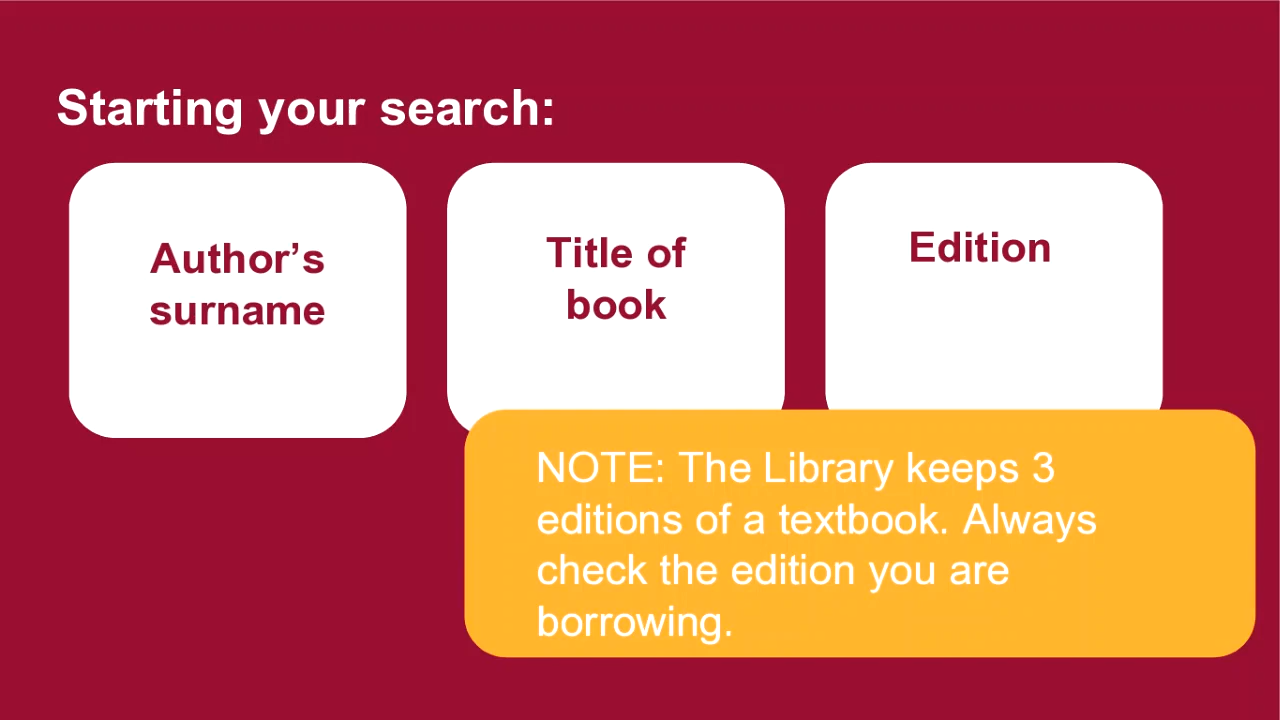 Starting your search:
Author’s
surname
Title of
book
Edition
NOTE: The Library keeps 3
editions of a textbook. Always
check the edition you are
borrowing.